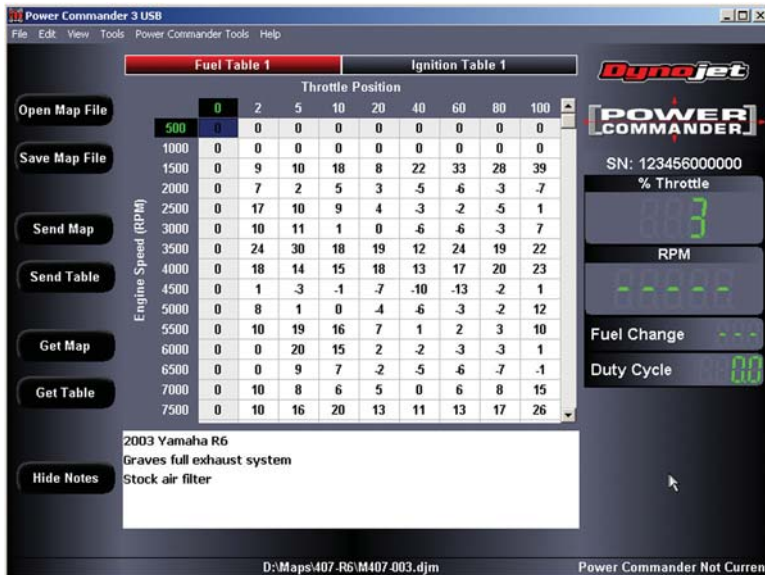 Power Commander 3 USB
File Edit View Tools Power Commander Tools Help
Fuel Table 1 Ignition Table 1
Throttle Position
0 2 5 10 20 40 60 80 100
Engine Speed (RPM)
500 0 0 0 0 0 0 0 0 0
1000 0 0 0 0 0 0 0 0 0
1500 0 9 10 18 8 22 33 28 39
2000 0 7 2 5 3 -5 -6 -3 -7
2500 0 17 10 9 4 -3 -2 -5 1
3000 0 10 11 1 0 -6 -6 -3 7
3500 0 24 30 18 19 12 24 19 22
4000 0 18 14 15 18 13 17 20 23
4500 0 1 -3 -1 -7 -10 -13 -2 1
5000 0 8 1 0 -4 -6 -3 -2 12
5500 0 10 19 16 7 1 2 3 10
6000 0 0 20 15 2 -2 -3 -3 1
6500 0 0 9 7 -2 -5 -6 -7 -1
7000 0 10 8 6 5 0 6 8 15
7500 0 10 16 20 13 11 13 17 26
Open Map File
Save Map File
Send Map
Send Table
Get Map
Get Table
Hide Notes
Dynojet
POWER
COMMANDER
SN: 123456000000
% Throttle
3
RPM
- - - - -
Fuel Change - - -
Duty Cycle 0.0
2003 Yamaha R6
Graves full exhaust system
Stock air filter
D:\Maps\407-R6\M407-003.djm
Power Commander Not Curren